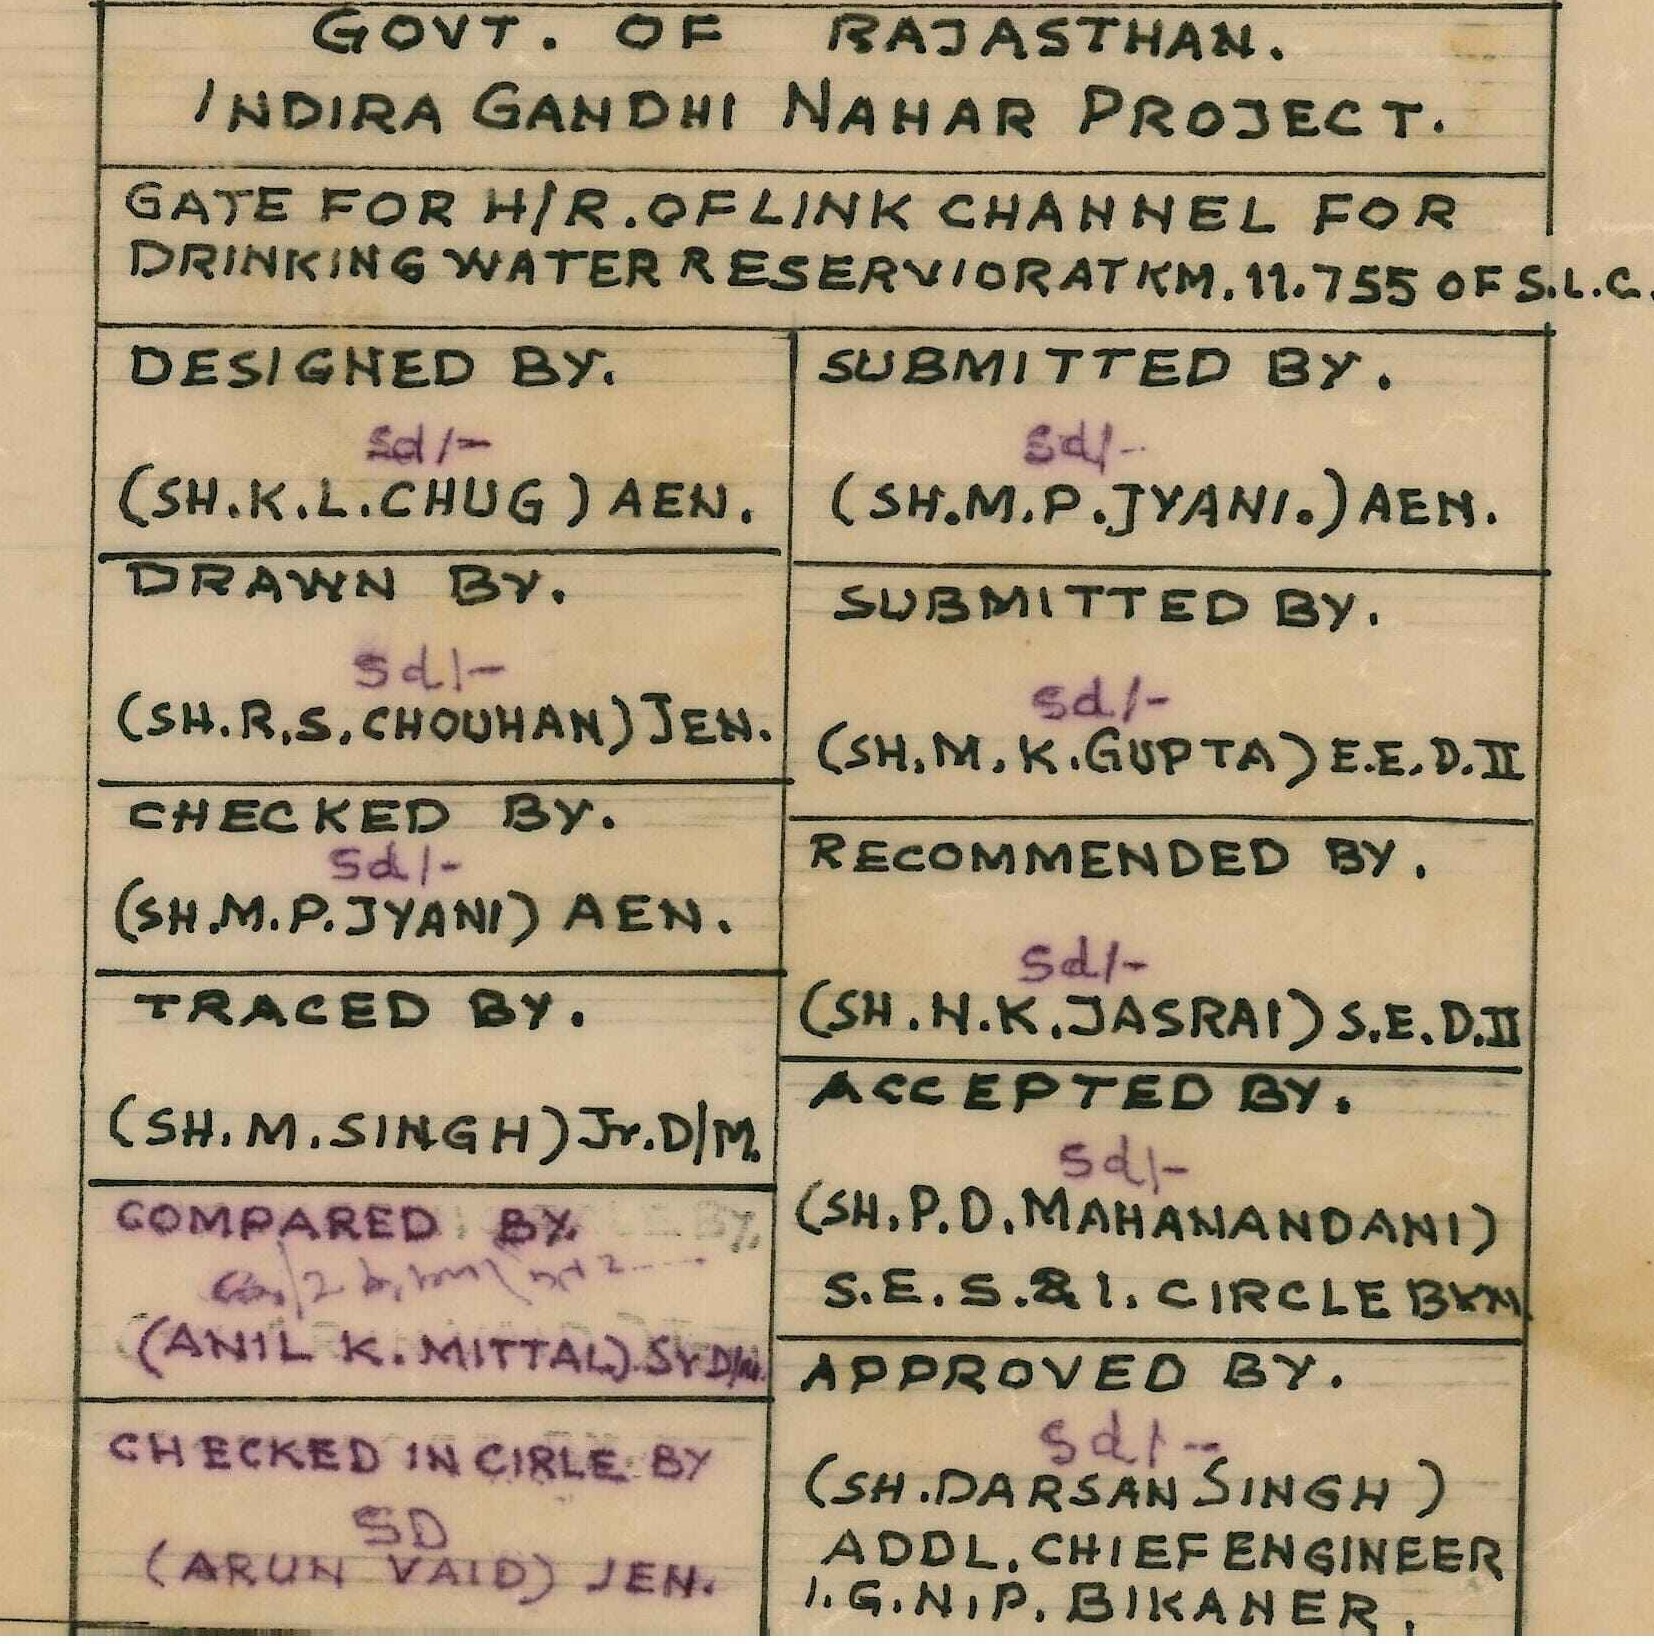 GOVT. OF RAJASTHAN.
INDIRA GANDHI NAHAR PROJECT.
GATE FOR H/R. OF LINK CHANNEL FOR
DRINKING WATER RESERVIOR AT KM. 11.755 OF S.L.C.
DESIGNED BY.
sd/-
(SH. K. L. CHUG) AEN.
DRAWN BY.
sd/-
(SH. R. S. CHOUHAN) JEN.
CHECKED BY.
sd/-
(SH. M. P. JYANI) AEN.
TRACED BY.
(SH. M. SINGH) Jr. D/M.
COMPARED BY.
(ANIL K. MITTAL) Sr D/M.
CHECKED IN CIRLE BY
SD
(ARUN VAID) JEN.
SUBMITTED BY.
sd/-
(SH. M. P. JYANI.) AEN.
SUBMITTED BY.
sd/-
(SH. M. K. GUPTA) E.E. D. II
RECOMMENDED BY.
sd/-
(SH. N. K. JASRAI) S.E. D. II
ACCEPTED BY.
sd/-
(SH. P. D. MAHANANDANI)
S.E. S. & I. CIRCLE BKN.
APPROVED BY.
sd/-
(SH. DARSAN SINGH)
ADDL. CHIEF ENGINEER
I. G. N. P. BIKANER.